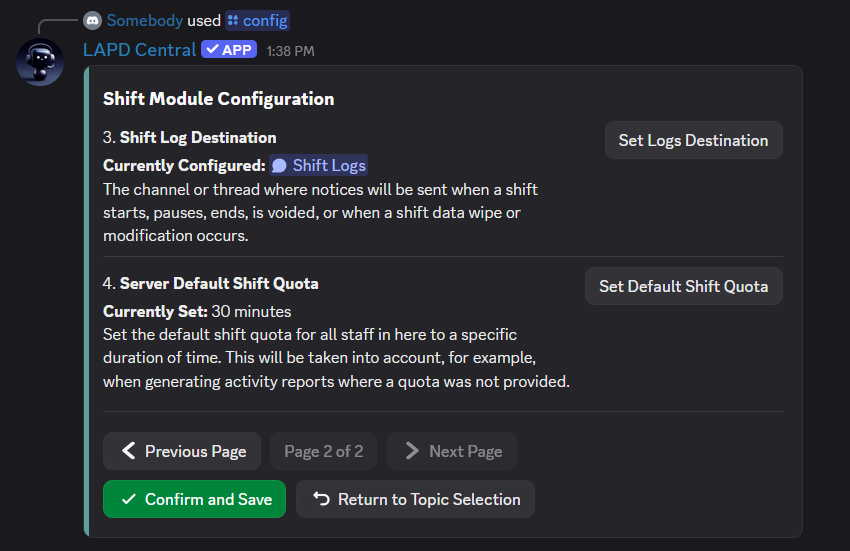 Somebody used config
LAPD Central APP 1:38 PM
Shift Module Configuration
3. Shift Log Destination
Set Logs Destination
Currently Configured: Shift Logs
The channel or thread where notices will be sent when a shift
starts, pauses, ends, is voided, or when a shift data wipe or
modification occurs.
4. Server Default Shift Quota
Set Default Shift Quota
Currently Set: 30 minutes
Set the default shift quota for all staff in here to a specific
duration of time. This will be taken into account, for example,
when generating activity reports where a quota was not provided.
Previous Page Page 2 of 2 Next Page
Confirm and Save Return to Topic Selection